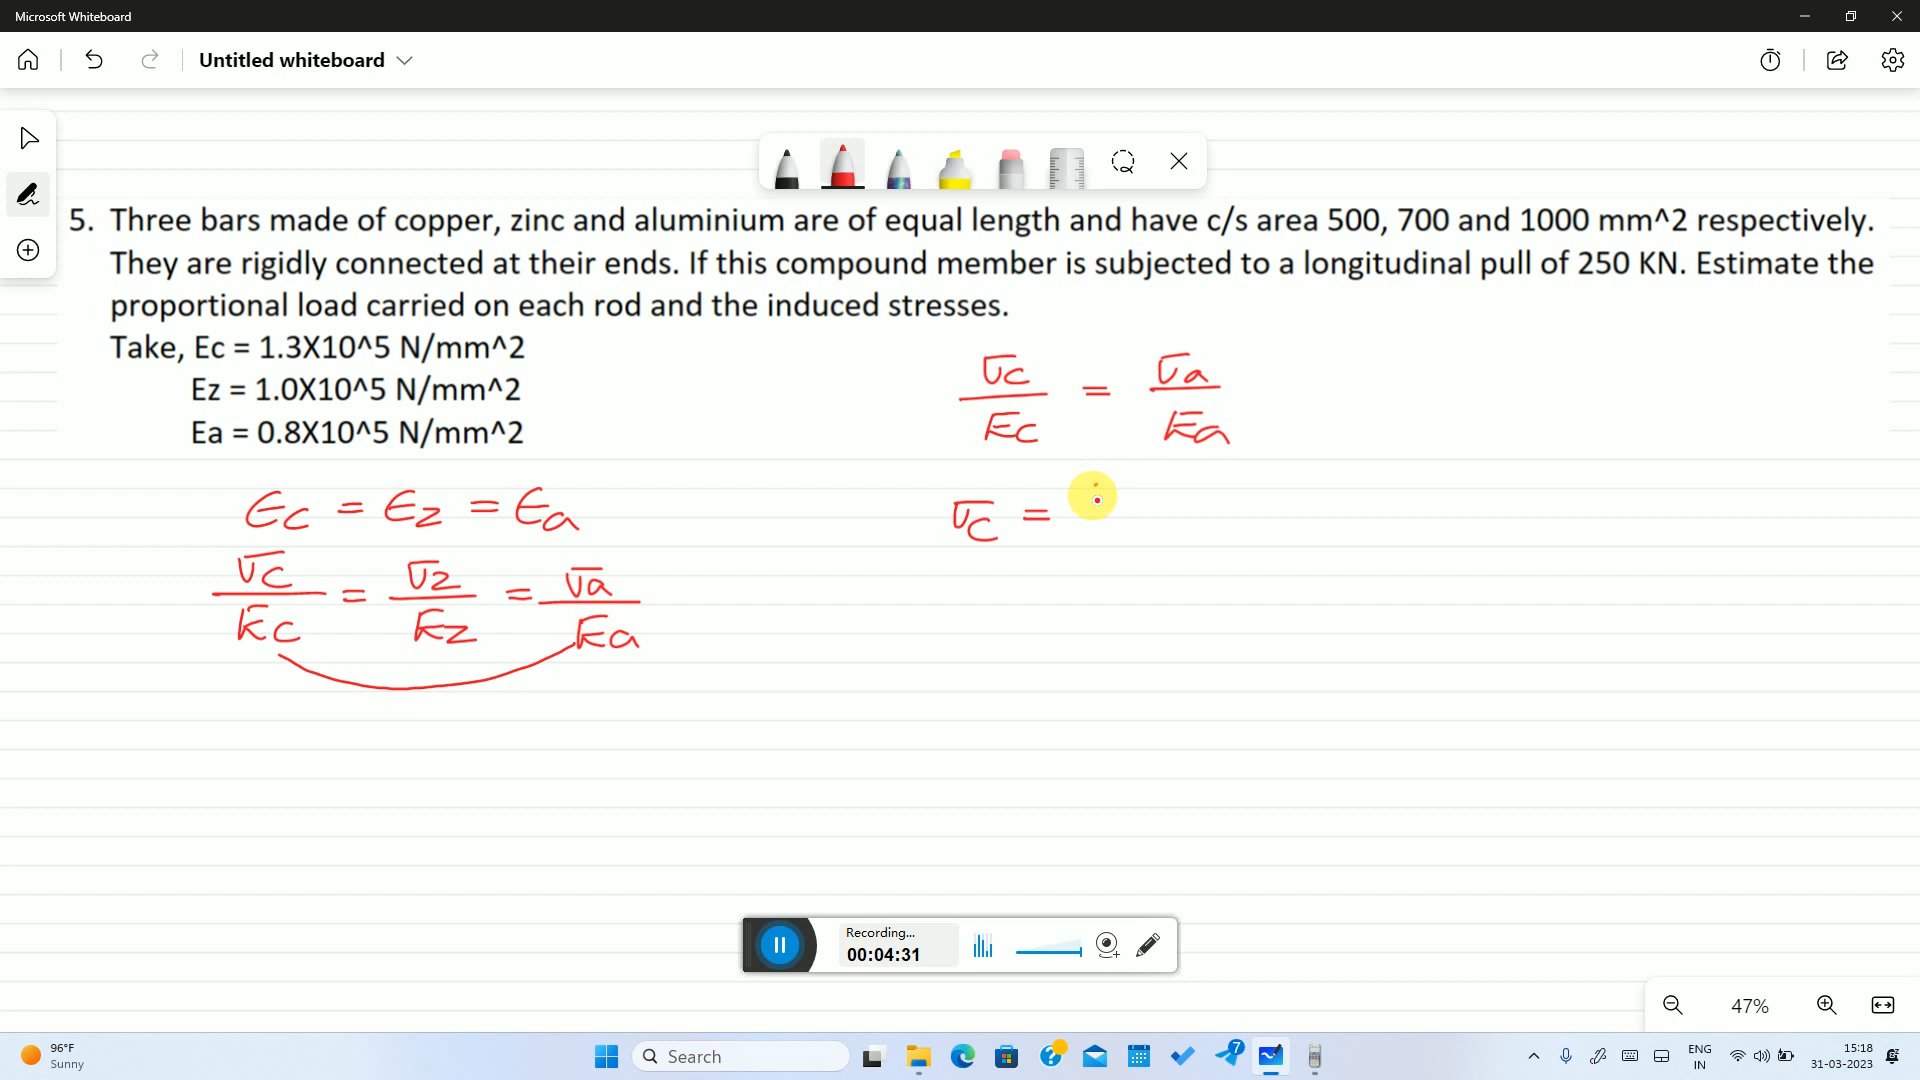 Microsoft Whiteboard
Untitled whiteboard
5. Three bars made of copper, zinc and aluminium are of equal length and have c/s area 500, 700 and 1000 mm^2 respectively.
They are rigidly connected at their ends. If this compound member is subjected to a longitudinal pull of 250 KN. Estimate the
proportional load carried on each rod and the induced stresses.
Take, Ec = 1.3X10^5 N/mm^2
Ez = 1.0X10^5 N/mm^2
Ea = 0.8X10^5 N/mm^2
σc/Ec = σa/Ea
Єc = Єz = Єa
σc =
σc/Ec = σz/Ez = σa/Ea
Recording...
00:04:31
47%
96°F
Sunny
Search
7
ENG
IN
15:18
31-03-2023